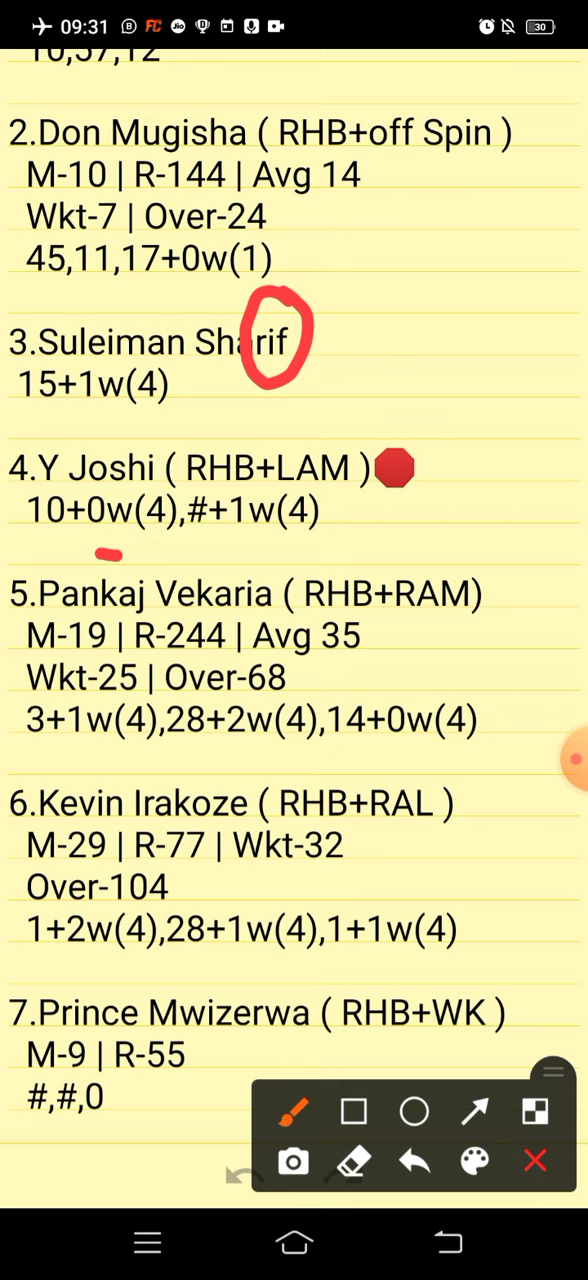 09:31
30
10,57,12
2.Don Mugisha ( RHB+off Spin )
M-10 | R-144 | Avg 14
Wkt-7 | Over-24
45,11,17+0w(1)
3.Suleiman Sharif
15+1w(4)
4.Y Joshi ( RHB+LAM )
10+0w(4),#+1w(4)
5.Pankaj Vekaria ( RHB+RAM)
M-19 | R-244 | Avg 35
Wkt-25 | Over-68
3+1w(4),28+2w(4),14+0w(4)
6.Kevin Irakoze ( RHB+RAL )
M-29 | R-77 | Wkt-32
Over-104
1+2w(4),28+1w(4),1+1w(4)
7.Prince Mwizerwa ( RHB+WK )
M-9 | R-55
#,#,0